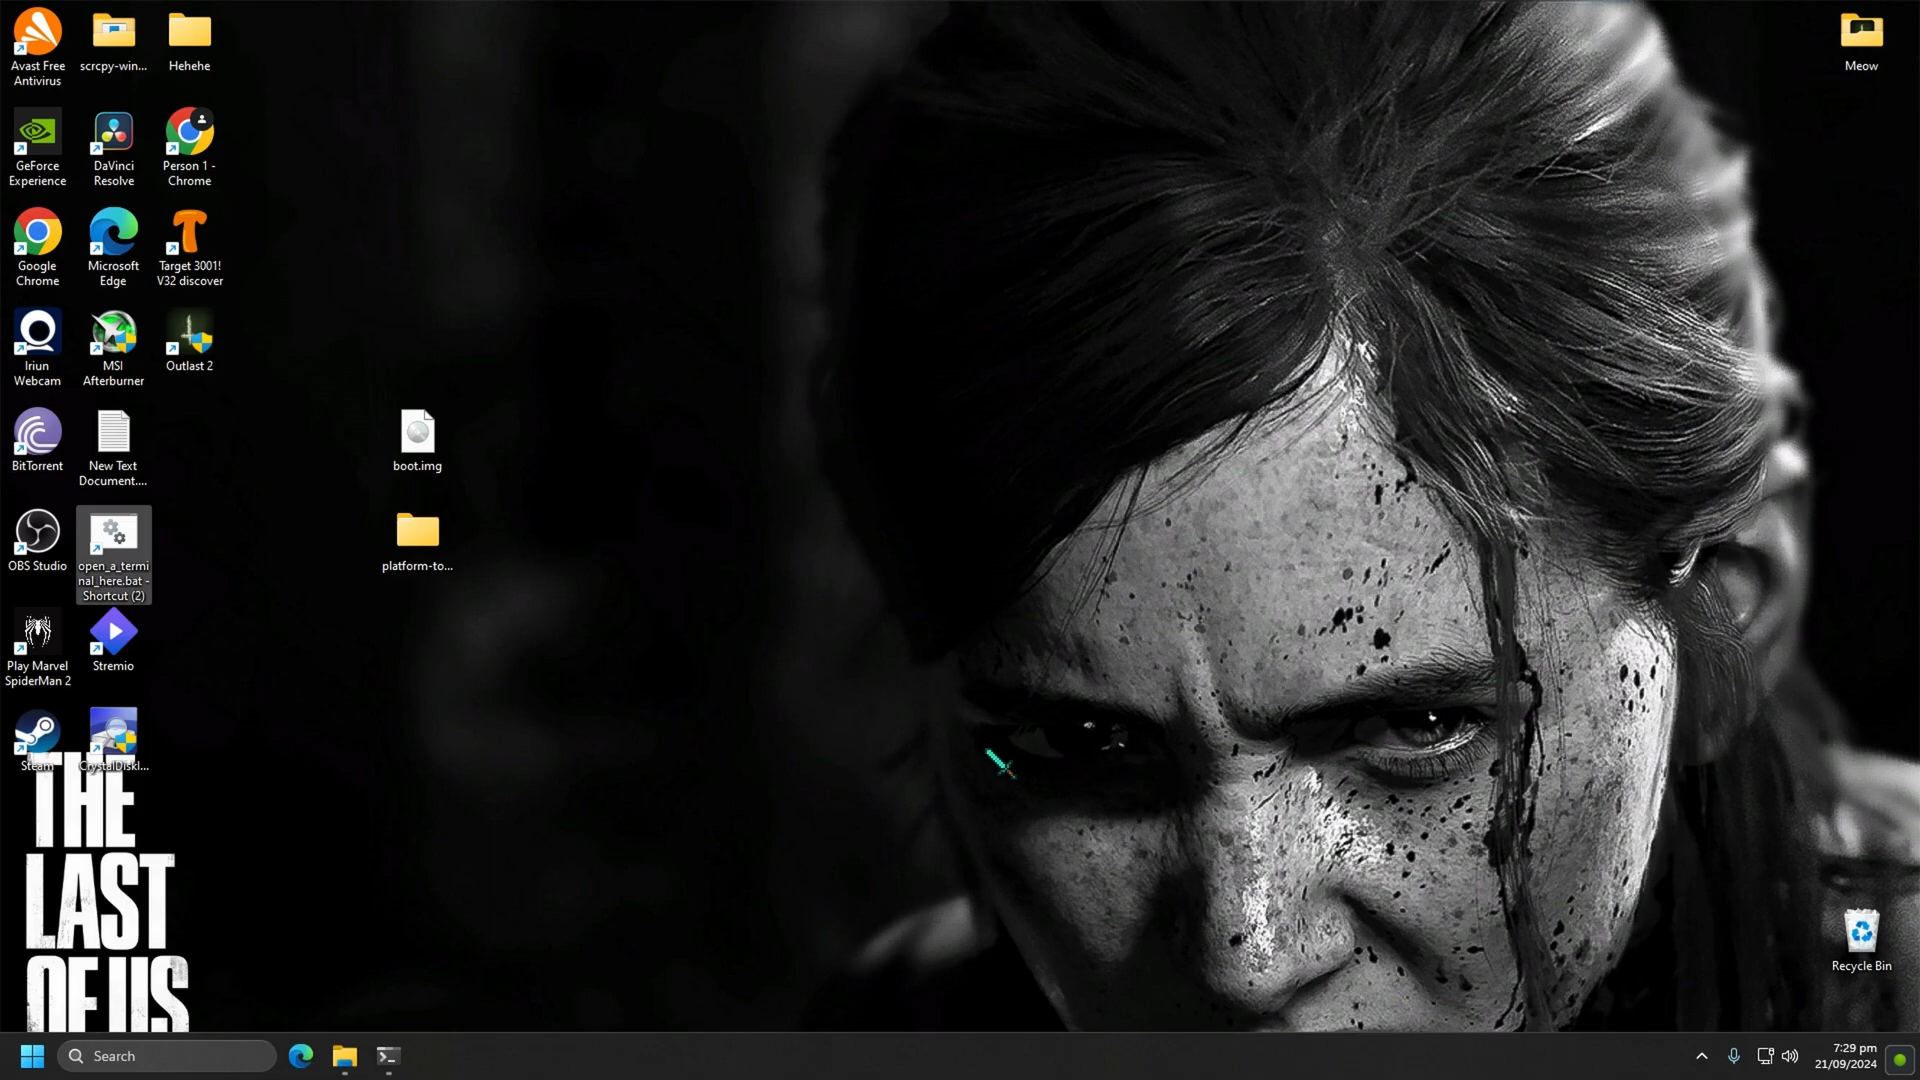 Avast Free
Antivirus
scrcpy-win...
Hehehe
Meow
GeForce
Experience
DaVinci
Resolve
Person 1 -
Chrome
Google
Chrome
Microsoft
Edge
Target 3001!
V32 discover
Iriun
Webcam
MSI
Afterburner
Outlast 2
BitTorrent
New Text
Document....
boot.img
OBS Studio
open_a_termi
nal_here.bat -
Shortcut (2)
platform-to...
Play Marvel
SpiderMan 2
Stremio
Steam
CrystalDiskI...
THE
LAST
OF US
Recycle Bin
Search
7:29 pm
21/09/2024